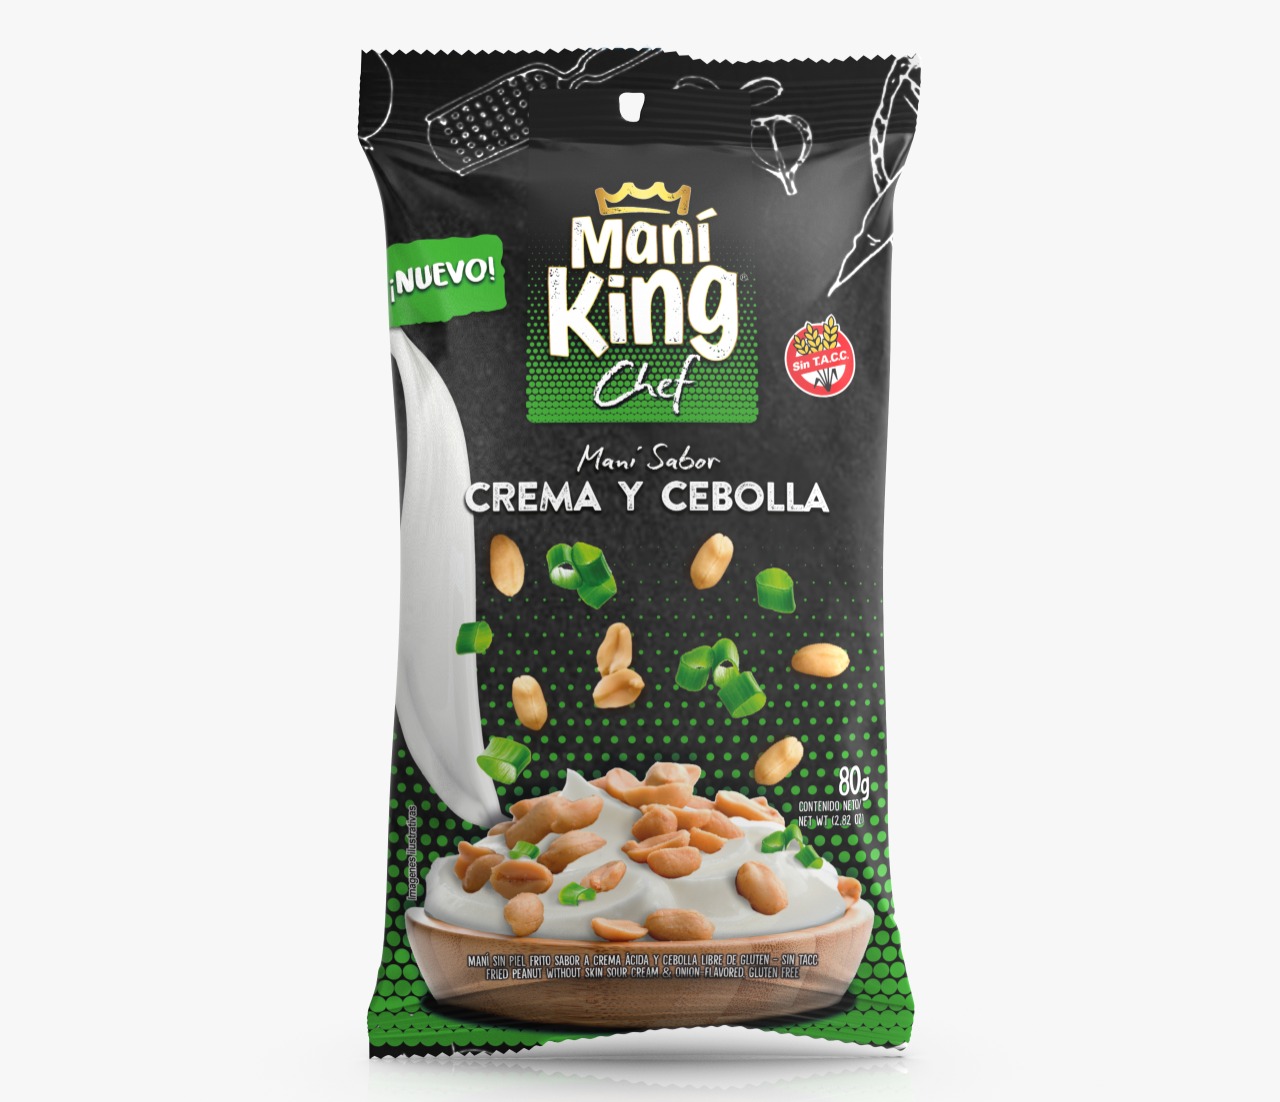 Maní
King®
Chef
¡NUEVO!
Sin T.A.C.C.
Maní Sabor
CREMA Y CEBOLLA
80g
CONTENIDO NETO/
NET WT (2.82 OZ)
Imágenes Ilustrativas
MANÍ SIN PIEL FRITO SABOR A CREMA ÁCIDA Y CEBOLLA LIBRE DE GLUTEN - SIN TACC
FRIED PEANUT WITHOUT SKIN SOUR CREAM & ONION-FLAVORED, GLUTEN FREE